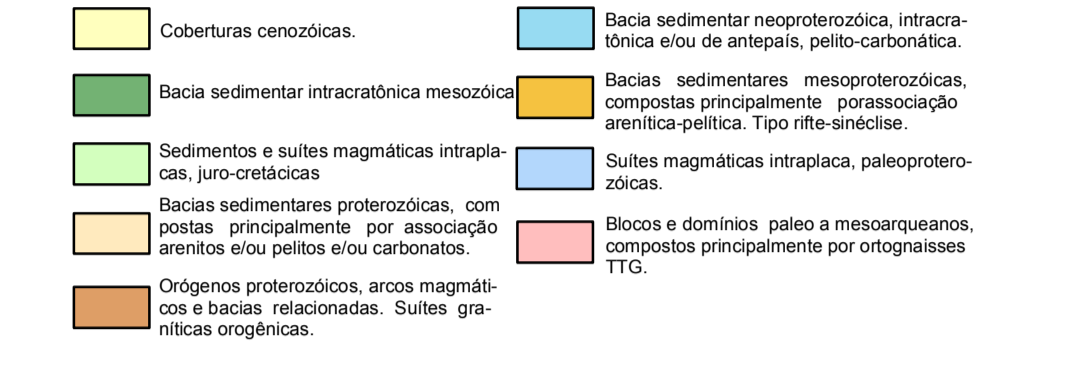 Coberturas cenozóicas.
Bacia sedimentar intracratônica mesozóica
Sedimentos e suítes magmáticas intrapla-
cas, juro-cretácicas
Bacias sedimentares proterozóicas, com
postas principalmente por associação
arenitos e/ou pelitos e/ou carbonatos.
Orógenos proterozóicos, arcos magmáti-
cos e bacias relacionadas. Suítes gra-
níticas orogênicas.
Bacia sedimentar neoproterozóica, intracra-
tônica e/ou de antepaís, pelito-carbonática.
Bacias sedimentares mesoproterozóicas,
compostas principalmente porassociação
arenítica-pelítica. Tipo rifte-sinéclise.
Suítes magmáticas intraplaca, paleoprotero-
zóicas.
Blocos e domínios paleo a mesoarqueanos,
compostos principalmente por ortognaisses
TTG.